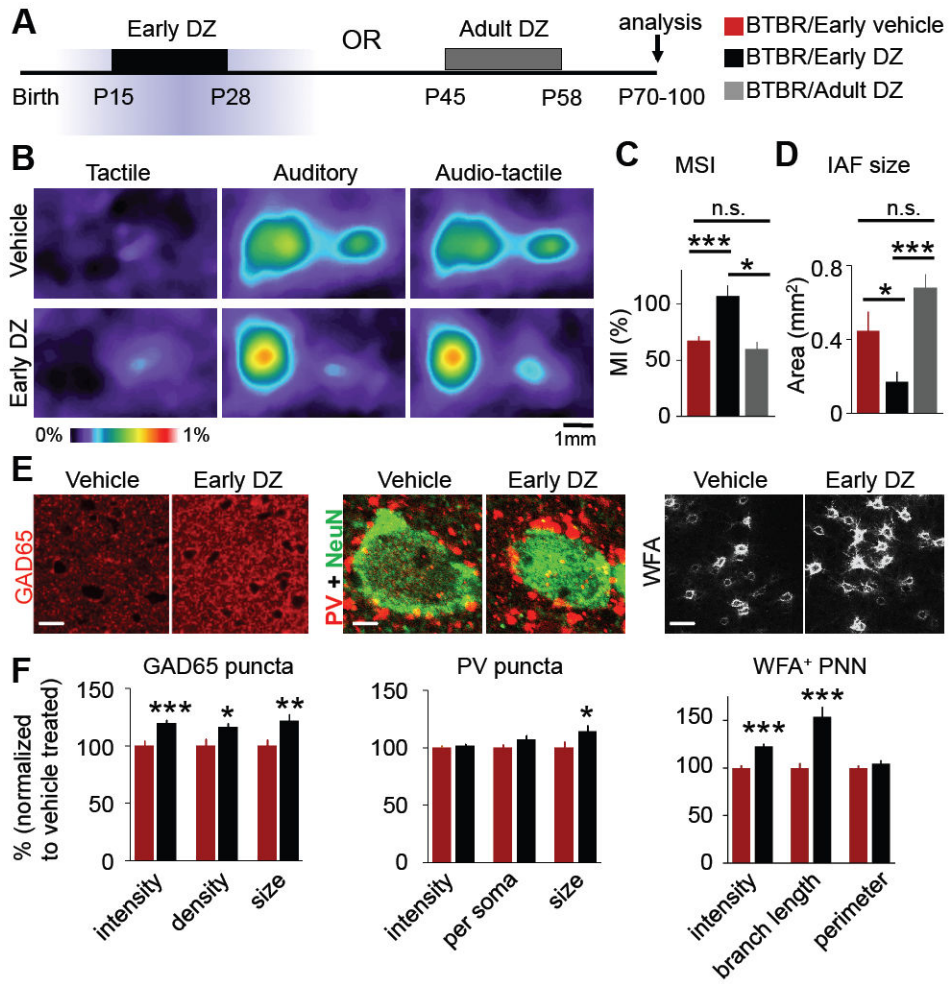 A
Early DZ
OR
Adult DZ
analysis
Birth
P15
P28
P45
P58
P70-100
BTBR/Early vehicle
BTBR/Early DZ
BTBR/Adult DZ
B
Tactile
Auditory
Audio-tactile
Vehicle
Early DZ
0%
1%
1mm
C
MSI
n.s.
***
*
MI (%)
100
50
0
D
IAF size
n.s.
***
*
Area (mm²)
0.8
0.4
0
E
Vehicle
Early DZ
Vehicle
Early DZ
Vehicle
Early DZ
GAD65
PV + NeuN
WFA
F
% (normalized
to vehicle treated)
GAD65 puncta
150
100
50
0
***
*
**
intensity
density
size
PV puncta
150
100
50
0
*
intensity
per soma
size
WFA⁺ PNN
150
100
50
0
***
***
intensity
branch length
perimeter